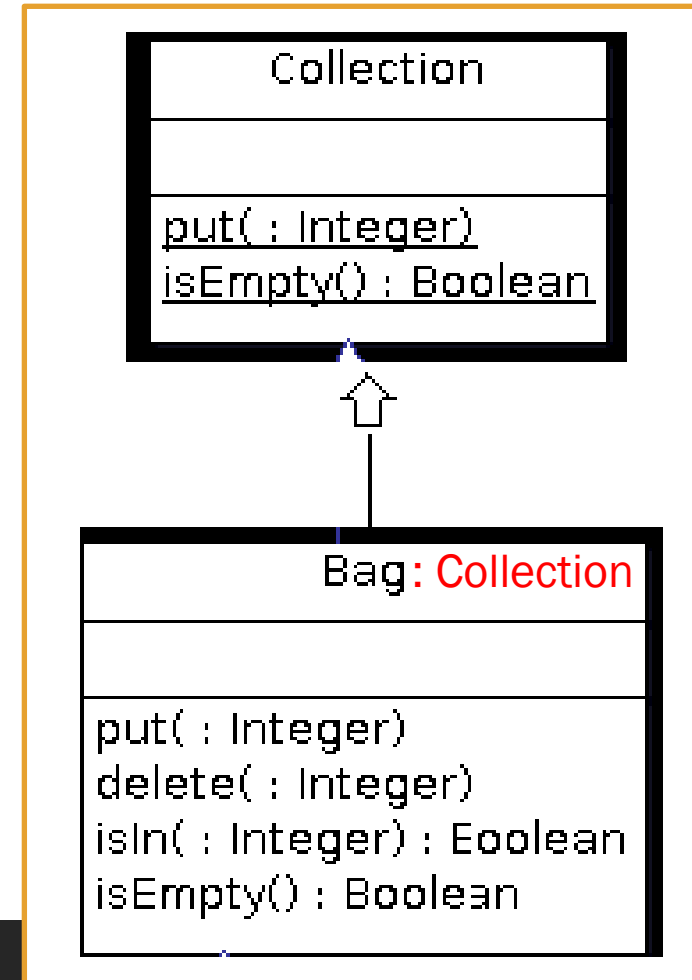 Collection
put( : Integer)
isEmpty() : Boolean
Bag: Collection
put( : Integer)
delete( : Integer)
isIn( : Integer) : Eoolean
isEmpty() : Boolean